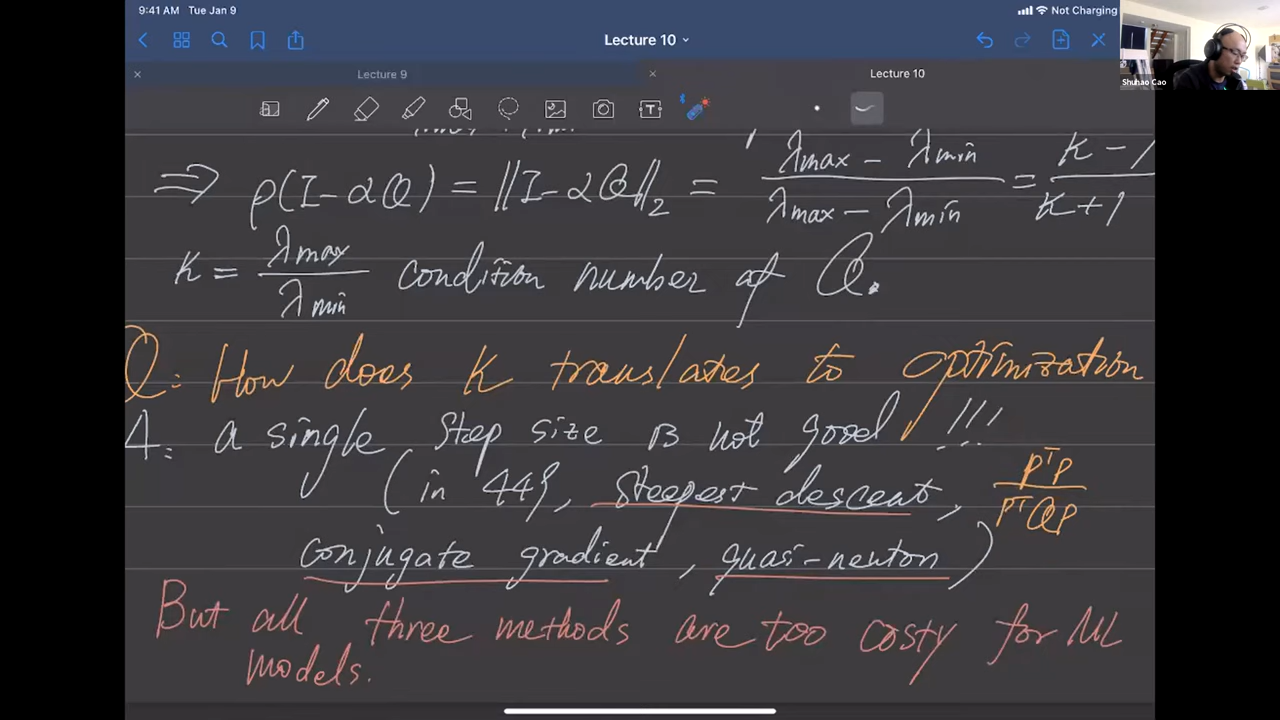 9:41 AM Tue Jan 9
Not Charging
Lecture 10
Lecture 9
Lecture 10
Shuhao Cao
⇒ ρ(I-αQ) = ||I-αQ||₂ = (λmax - λmin)/(λmax - λmin) = (κ-1)/(κ+1)
κ = λmax/λmin condition number of Q.
Q: How does κ translates to optimization
A: a single step size is not good !!!
(in 449, steepest descent, pᵀp/pᵀQp
conjugate gradient, quasi-newton)
But all three methods are too costy for ML
models.